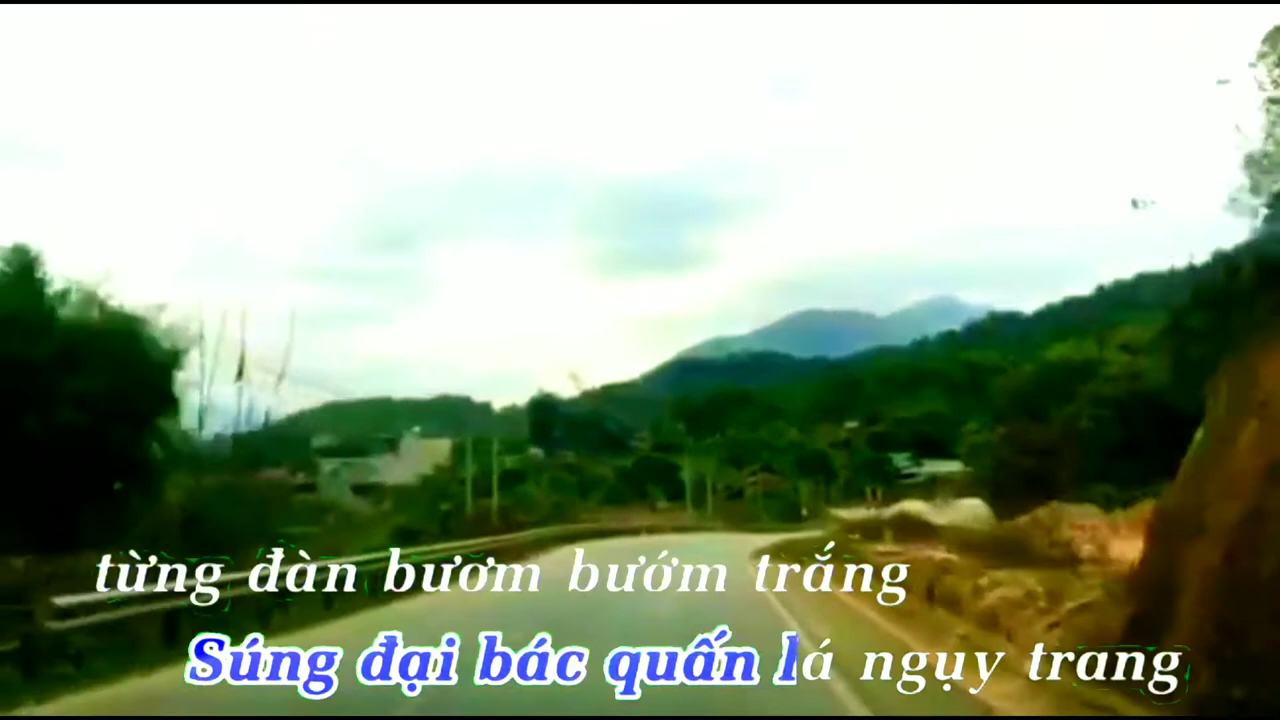 từng đàn bươm bướm trắng
Súng đại bác quấn lá ngụy trang